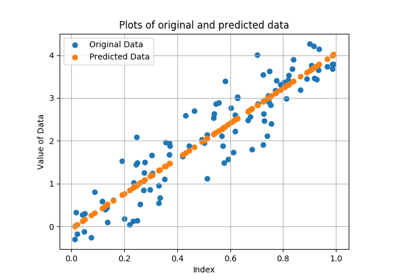 Plots of original and predicted data
Original Data
Predicted Data
Value of Data
4
3
2
1
0
0.0 0.2 0.4 0.6 0.8 1.0
Index